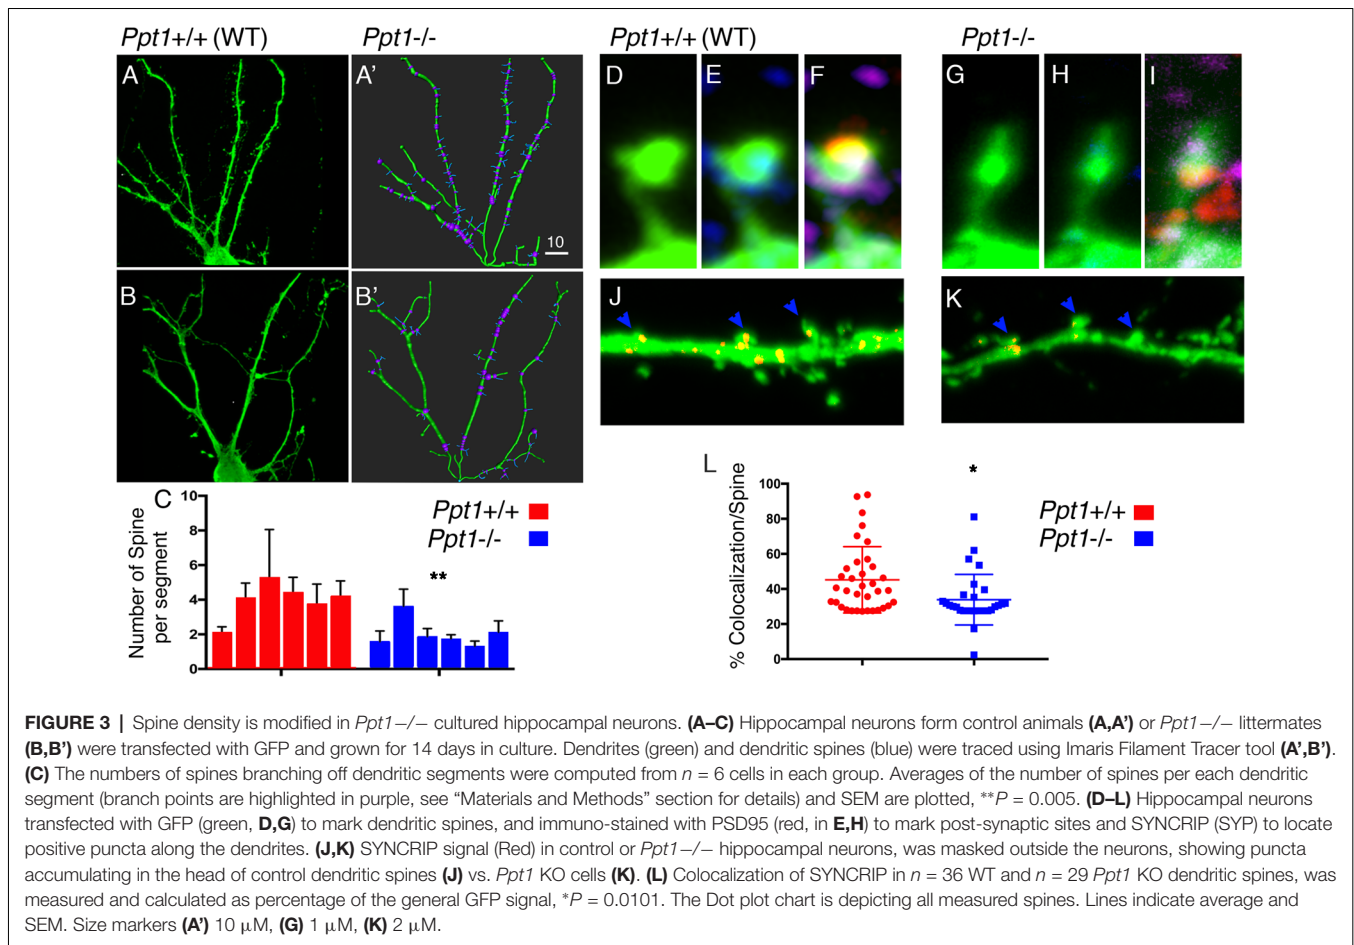 Ppt1+/+ (WT) Ppt1-/- Ppt1+/+ (WT) Ppt1-/-
A A' D E F G H I
10
B B' J K
C
10
8
6
4
2
0
Number of Spine
per segment
Ppt1+/+
Ppt1-/-
**
L
% Colocalization/Spine
100
80
60
40
20
0
*
Ppt1+/+
Ppt1-/-
FIGURE 3 | Spine density is modified in Ppt1−/− cultured hippocampal neurons. (A–C) Hippocampal neurons form control animals (A,A’) or Ppt1−/− littermates
(B,B’) were transfected with GFP and grown for 14 days in culture. Dendrites (green) and dendritic spines (blue) were traced using Imaris Filament Tracer tool (A’,B’).
(C) The numbers of spines branching off dendritic segments were computed from n = 6 cells in each group. Averages of the number of spines per each dendritic
segment (branch points are highlighted in purple, see “Materials and Methods” section for details) and SEM are plotted, **P = 0.005. (D–L) Hippocampal neurons
transfected with GFP (green, D,G) to mark dendritic spines, and immuno-stained with PSD95 (red, in E,H) to mark post-synaptic sites and SYNCRIP (SYP) to locate
positive puncta along the dendrites. (J,K) SYNCRIP signal (Red) in control or Ppt1−/− hippocampal neurons, was masked outside the neurons, showing puncta
accumulating in the head of control dendritic spines (J) vs. Ppt1 KO cells (K). (L) Colocalization of SYNCRIP in n = 36 WT and n = 29 Ppt1 KO dendritic spines, was
measured and calculated as percentage of the general GFP signal, *P = 0.0101. The Dot plot chart is depicting all measured spines. Lines indicate average and
SEM. Size markers (A’) 10 μM, (G) 1 μM, (K) 2 μM.